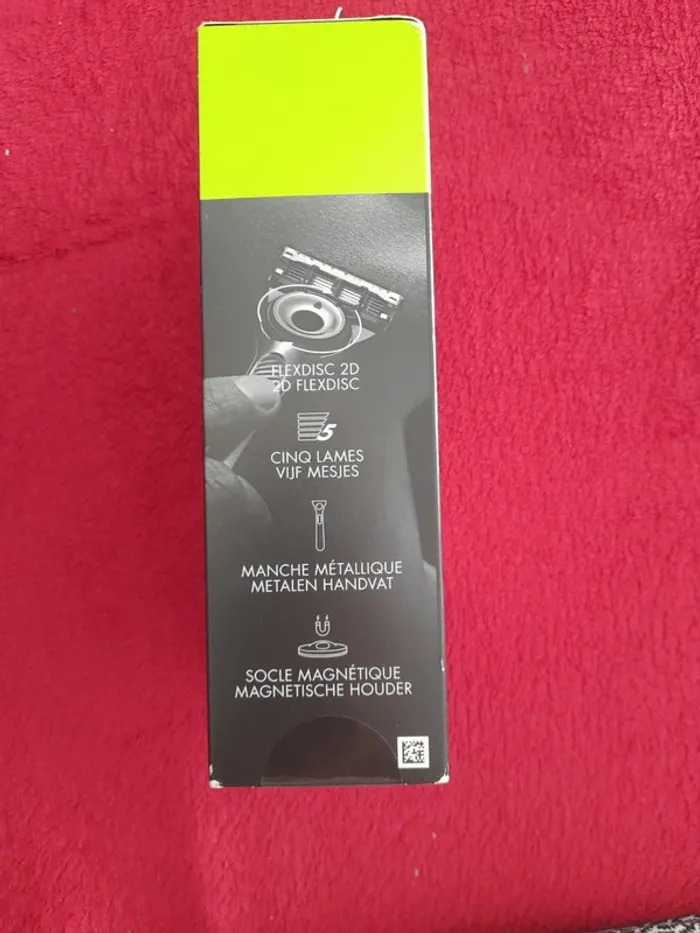 FLEXDISC 2D
2D FLEXDISC
5
CINQ LAMES
VIJF MESJES
MANCHE MÉTALLIQUE
METALEN HANDVAT
SOCLE MAGNÉTIQUE
MAGNETISCHE HOUDER